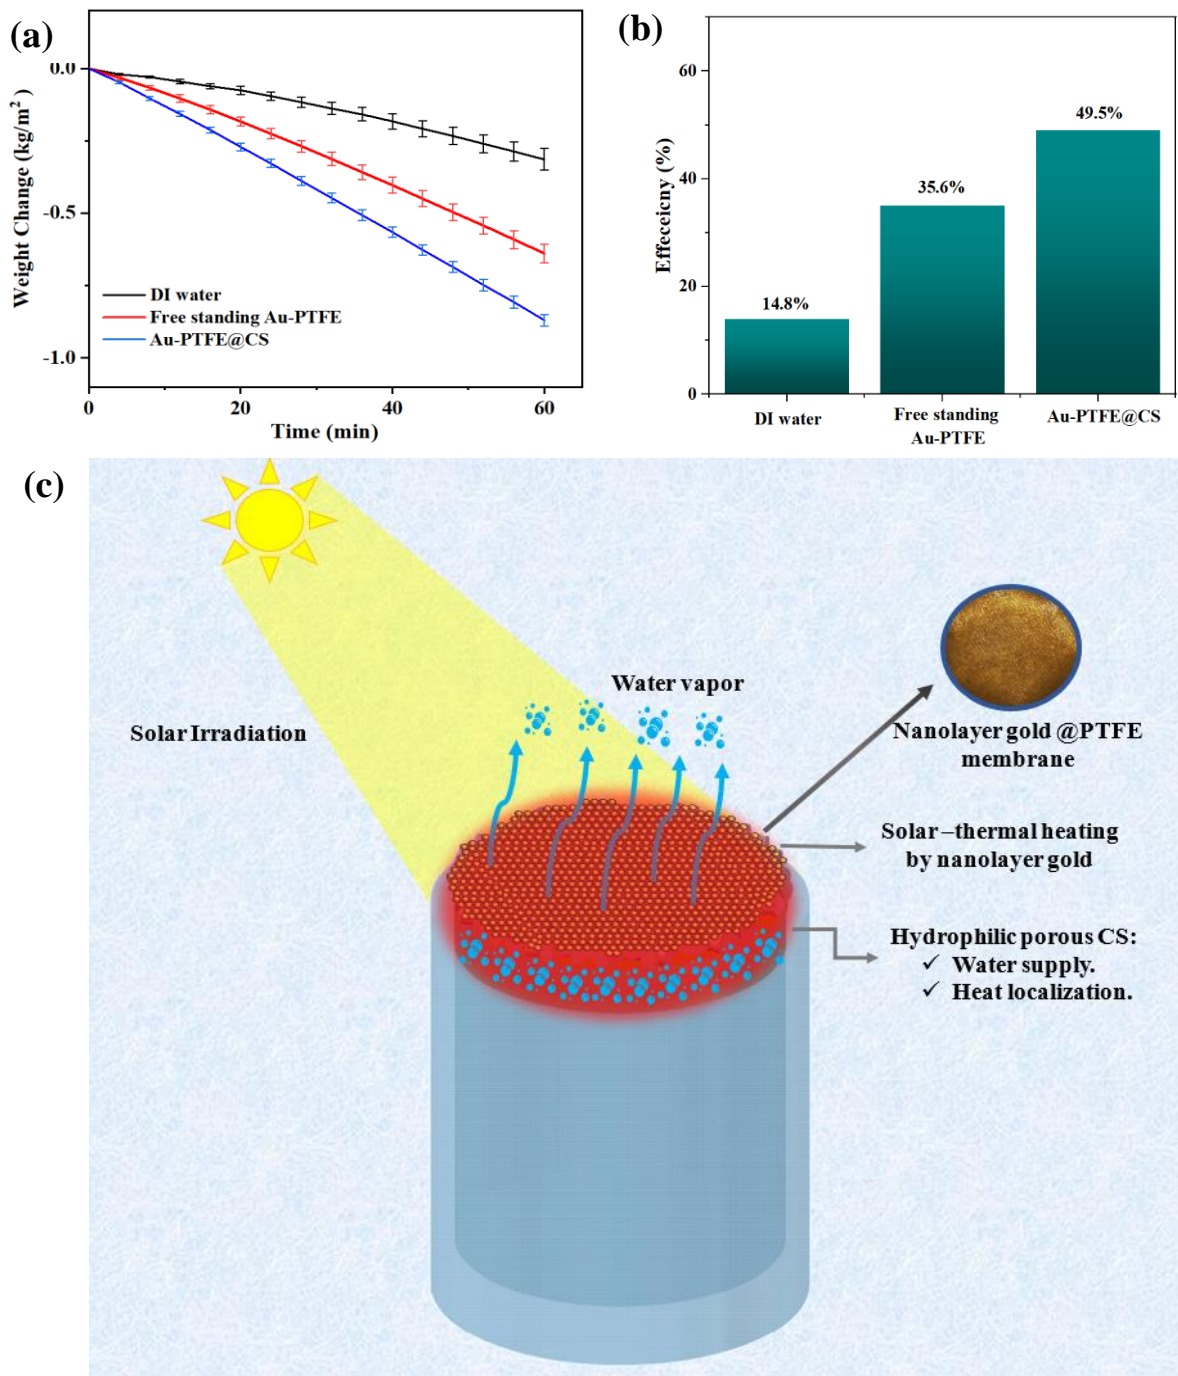 (a)
0.0
-0.5
-1.0
Weight Change (kg/m²)
DI water
Free standing Au-PTFE
Au-PTFE@CS
0
20
40
60
Time (min)
(b)
60
40
20
0
Effeceicny (%)
14.8%
35.6%
49.5%
DI water
Free standing
Au-PTFE
Au-PTFE@CS
(c)
Solar Irradiation
Water vapor
Nanolayer gold @PTFE
membrane
Solar–thermal heating
by nanolayer gold
Hydrophilic porous CS:
✓ Water supply.
✓ Heat localization.